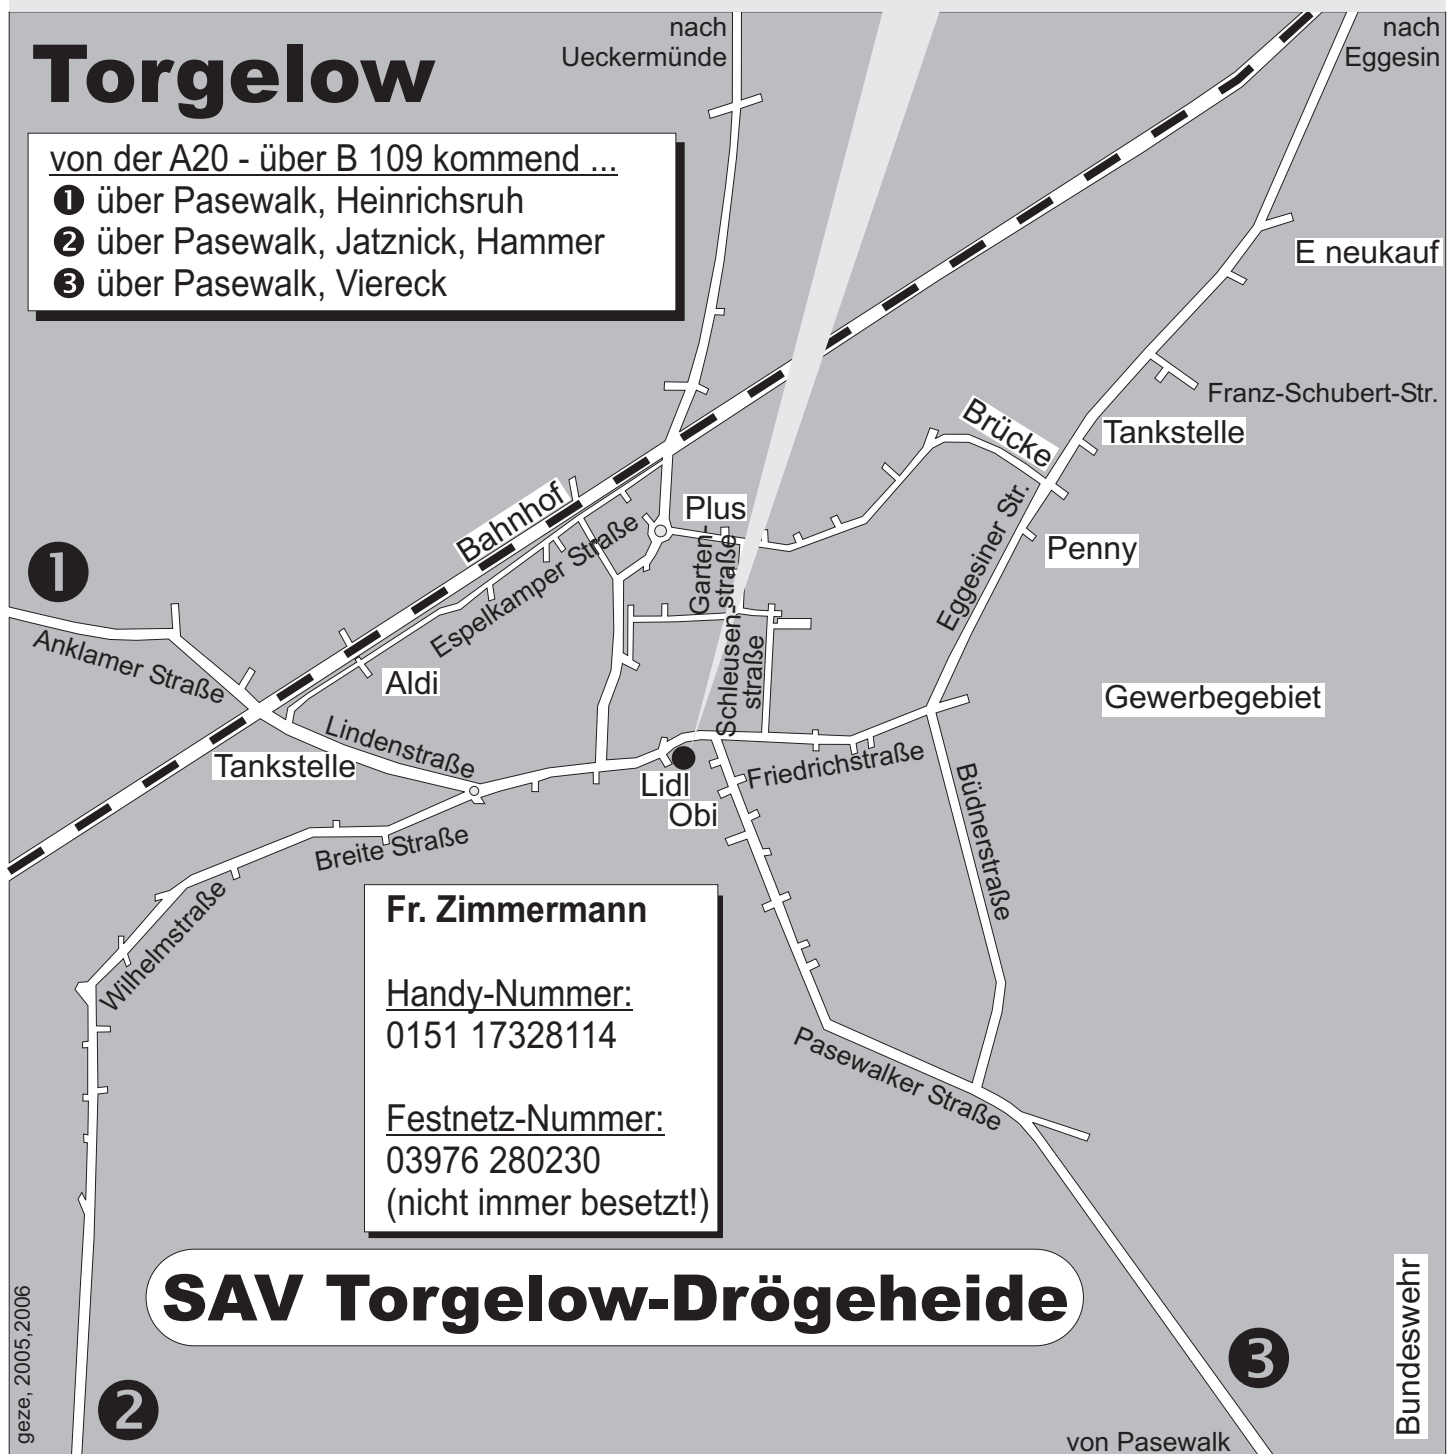 nach
Ueckermünde
nach
Eggesin
Torgelow
von der A20 - über B 109 kommend ...
❶ über Pasewalk, Heinrichsruh
❷ über Pasewalk, Jatznick, Hammer
❸ über Pasewalk, Viereck
E neukauf
Franz-Schubert-Str.
Brücke
Tankstelle
Bahnhof
Plus
Eggesiner Str.
Penny
Espelkamper Straße
Garten-
straße
❶
Anklamer Straße
Aldi
Schleusen-
straße
Gewerbegebiet
Lindenstraße
Tankstelle
Lidl
Obi
Friedrichstraße
Büdnerstraße
Breite Straße
Wilhelmstraße
Fr. Zimmermann
Handy-Nummer:
0151 17328114
Festnetz-Nummer:
03976 280230
(nicht immer besetzt!)
Pasewalker Straße
SAV Torgelow-Drögeheide
geze, 2005,2006
❷
❸
von Pasewalk
Bundeswehr